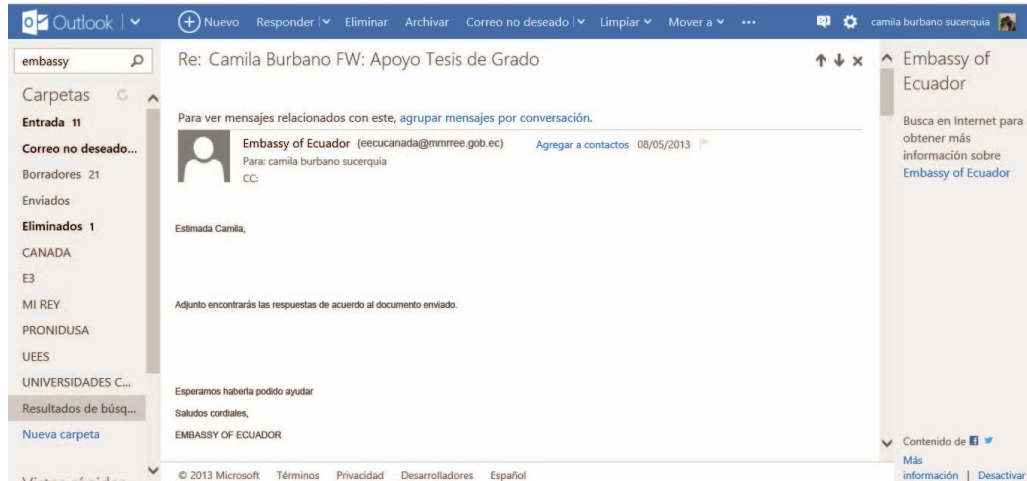 Outlook
Nuevo Responder Eliminar Archivar Correo no deseado Limpiar Mover a ••• camila burbano sucerquia
embassy
Carpetas
Entrada 11
Correo no deseado...
Borradores 21
Enviados
Eliminados 1
CANADA
E3
MI REY
PRONIDUSA
UEES
UNIVERSIDADES C...
Resultados de búsq...
Nueva carpeta
Re: Camila Burbano FW: Apoyo Tesis de Grado
Para ver mensajes relacionados con este, agrupar mensajes por conversación.
Embassy of Ecuador (eecucanada@mmrree.gob.ec) Agregar a contactos 08/05/2013
Para: camila burbano sucerquia
CC:
Estimada Camila,
Adjunto encontrarás las respuestas de acuerdo al documento enviado.
Esperamos haberla podido ayudar
Saludos cordiales,
EMBASSY OF ECUADOR
© 2013 Microsoft Términos Privacidad Desarrolladores Español
Embassy of
Ecuador
Busca en Internet para
obtener más
información sobre
Embassy of Ecuador
Contenido de
Más
información | Desactivar